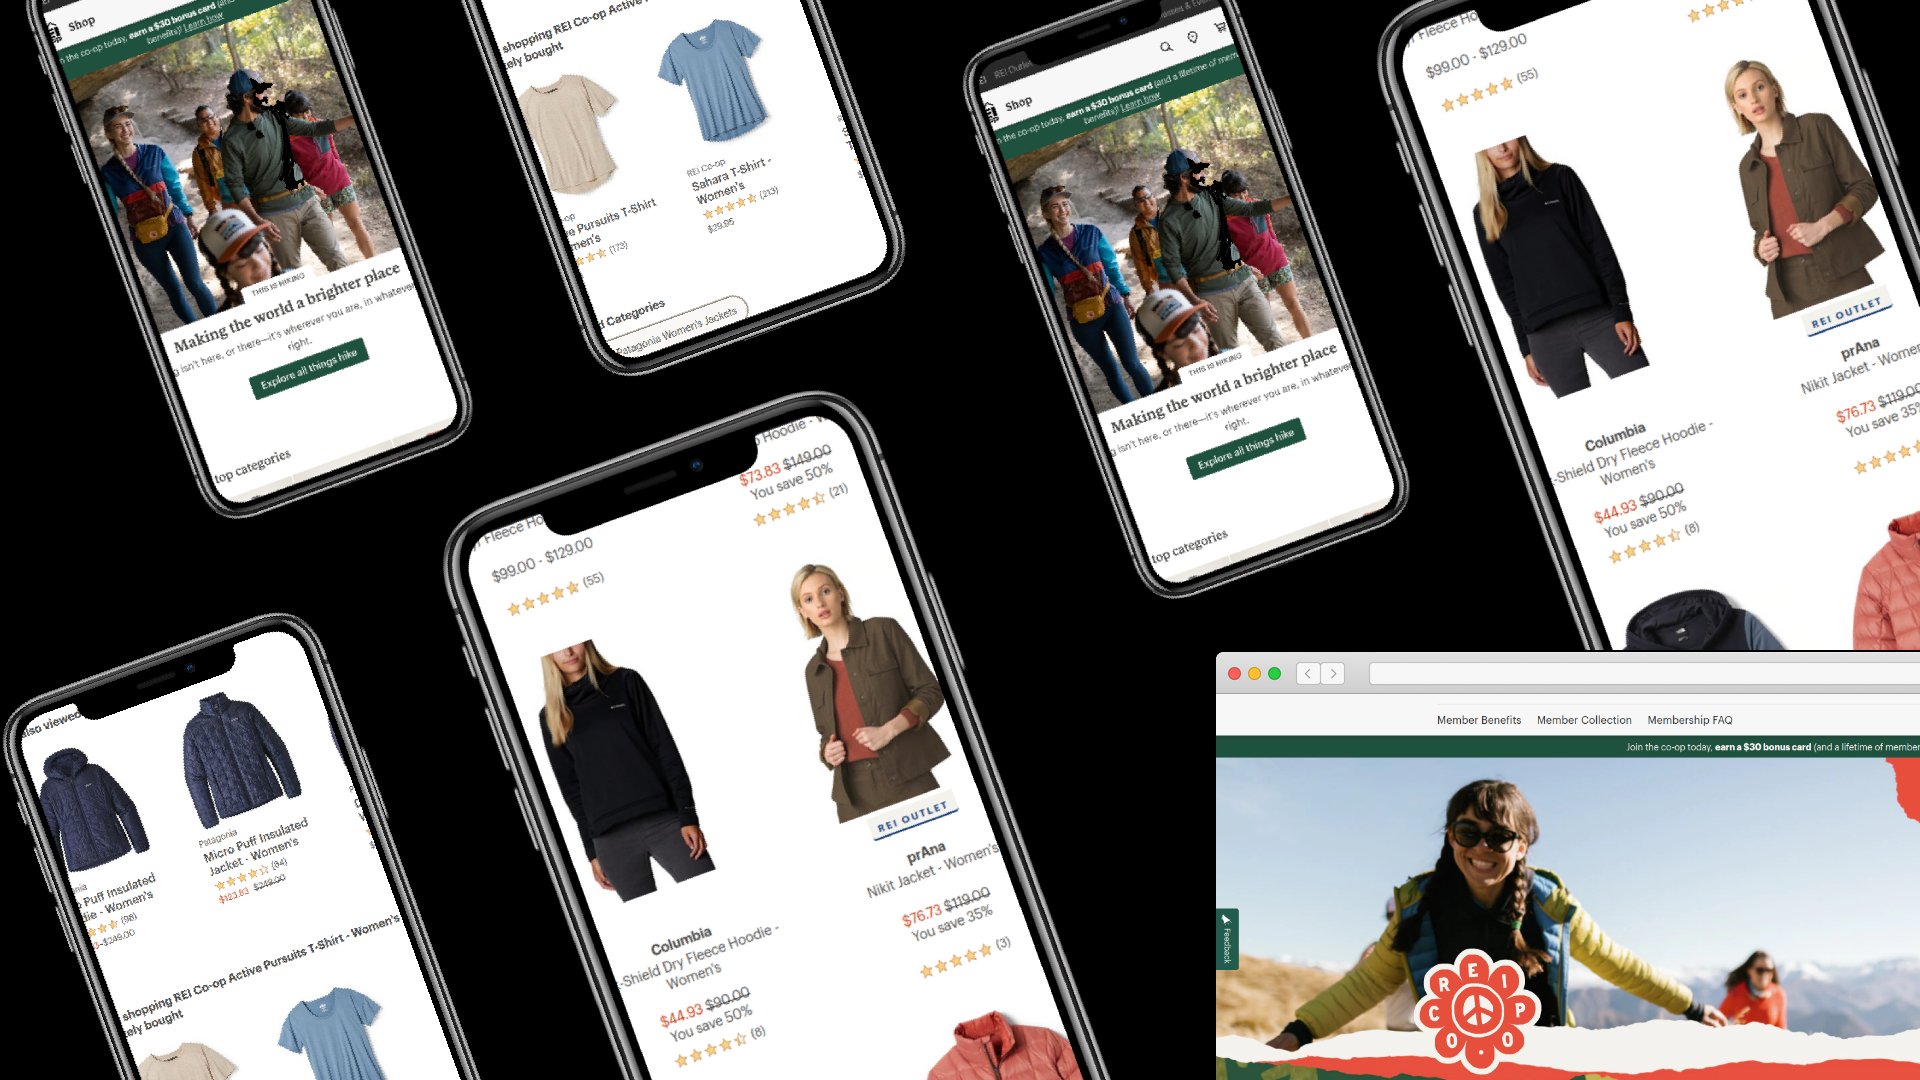 Shop
n the co-op today, earn a $30 bonus card (and
benefits)! Learn how
THIS IS HIKING
Making the world a brighter place
g isn't here, or there—it's wherever you are, in whatever
right.
Explore all things hike
top categories
shopping REI Co-op Active
ely bought
REI Co-op
Sahara T-Shirt -
Women's
(213)
$29.95
-op
e Pursuits T-Shirt
men's
(173)
d Categories
Patagonia Women's Jackets
REI Outlet
Shop
n the co-op today, earn a $30 bonus card (and a lifetime of mem
benefits)! Learn how
THIS IS HIKING
Making the world a brighter place
g isn't here, or there—it's wherever you are, in whatever
right.
Explore all things hike
top categories
Fleece Ho
$99.00 - $129.00
(55)
REI OUTLET
prAna
Nikit Jacket - Women
$76.73 $119.00
You save 35%
Columbia
-Shield Dry Fleece Hoodie -
Women's
$44.93 $90.00
You save 50%
(8)
also viewed
Patagonia
Micro Puff Insulated
Jacket - Women's
(84)
$123.83 $249.00
nia
o Puff Insulated
die - Women's
(98)
3 - $249.00
shopping REI Co-op Active Pursuits T-Shirt - Women's
ely bought
Hoodie - W
$73.83 $149.00
You save 50%
(21)
Fleece Ho
$99.00 - $129.00
(55)
REI OUTLET
prAna
Nikit Jacket - Women's
$76.73 $119.00
You save 35%
(3)
Columbia
-Shield Dry Fleece Hoodie -
Women's
$44.93 $90.00
You save 50%
(8)
Member Benefits Member Collection Membership FAQ
Join the co-op today, earn a $30 bonus card (and a lifetime of member
Feedback
REI CO-OP